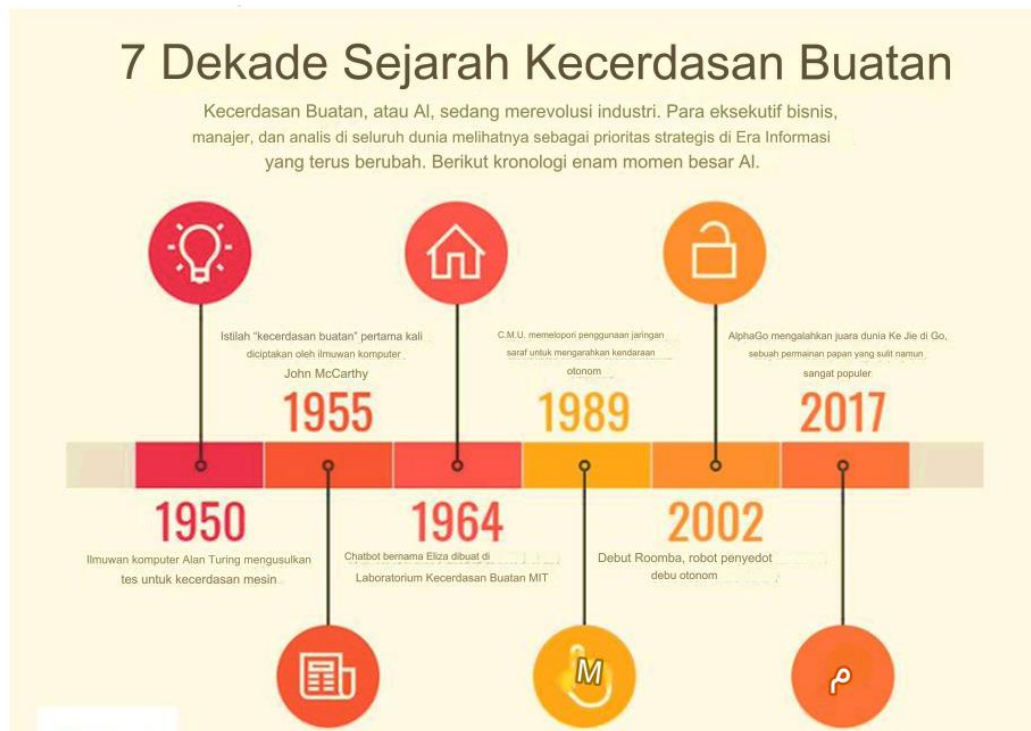 7 Dekade Sejarah Kecerdasan Buatan
Kecerdasan Buatan, atau AI, sedang merevolusi industri. Para eksekutif bisnis,
manajer, dan analis di seluruh dunia melihatnya sebagai prioritas strategis di Era Informasi
yang terus berubah. Berikut kronologi enam momen besar AI.
Istilah “kecerdasan buatan” pertama kali
diciptakan oleh ilmuwan komputer
John McCarthy
1955
C.M.U. memelopori penggunaan jaringan
saraf untuk mengarahkan kendaraan
otonom
1989
AlphaGo mengalahkan juara dunia Ke Jie di Go,
sebuah permainan papan yang sulit namun
sangat populer
2017
1950
Ilmuwan komputer Alan Turing mengusulkan
tes untuk kecerdasan mesin
1964
Chatbot bernama Eliza dibuat di
Laboratorium Kecerdasan Buatan MIT
2002
Debut Roomba, robot penyedot
debu otonom
M
م